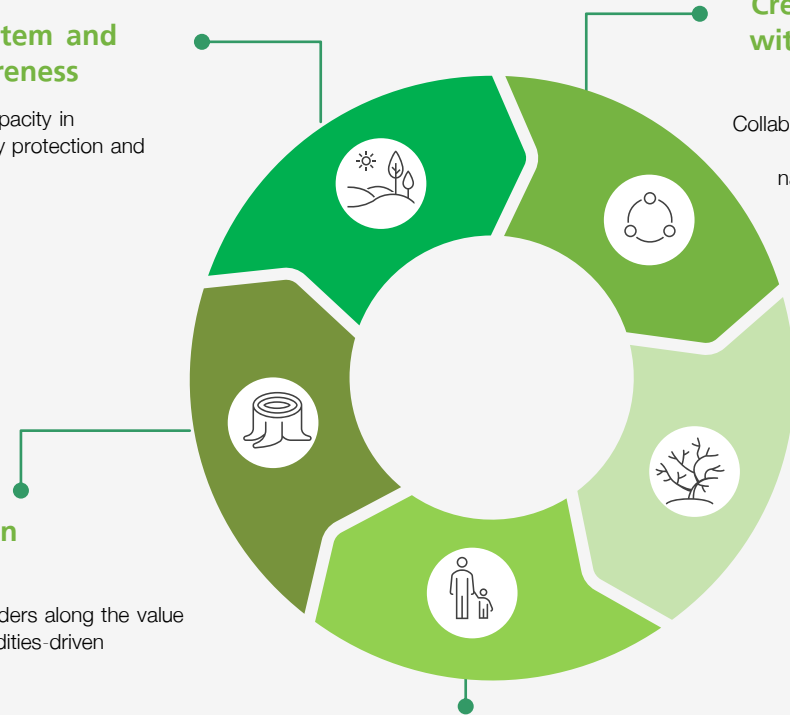 tem and
reness
pacity in
y protection and
Cre
wit
Collab
na
n
ders along the value
dities-driven